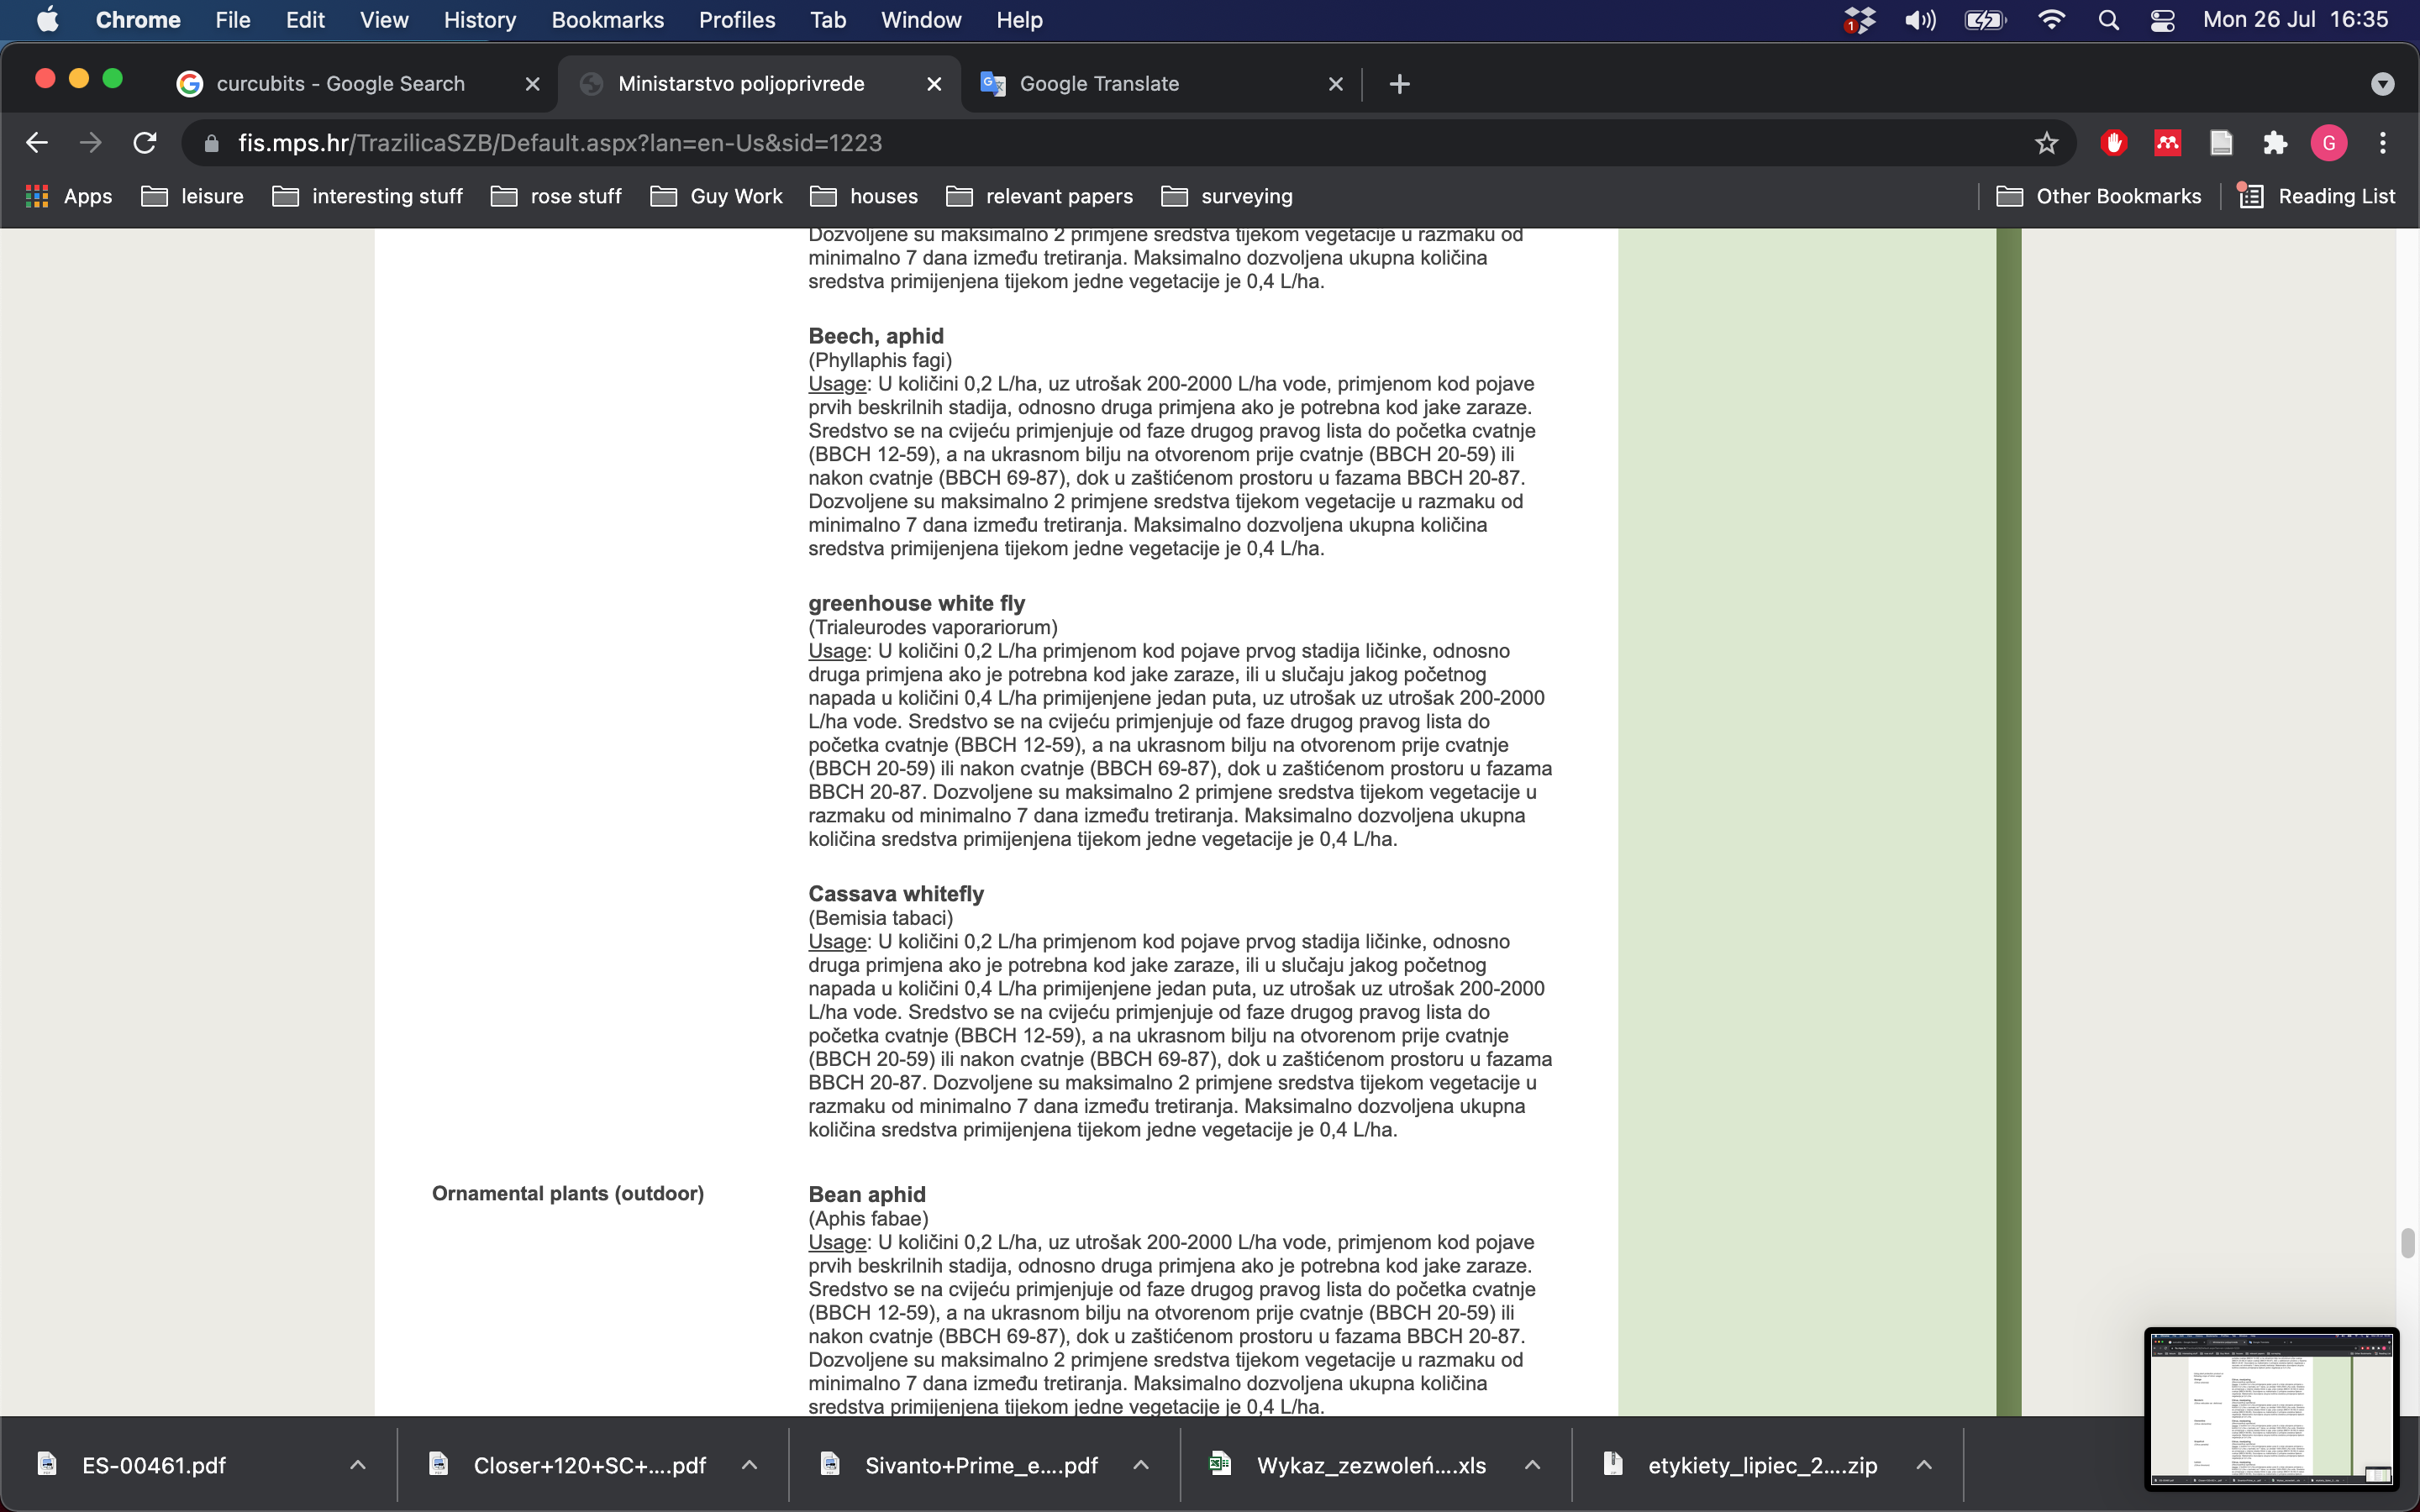 Chrome File Edit View History Bookmarks Profiles Tab Window Help 1 Mon 26 Jul 16:35
curcubits - Google Search Ministarstvo poljoprivrede Google Translate
fis.mps.hr/TrazilicaSZB/Default.aspx?lan=en-Us&sid=1223 G
Apps leisure interesting stuff rose stuff Guy Work houses relevant papers surveying Other Bookmarks Reading List
Dozvoljene su maksimalno 2 primjene sredstva tijekom vegetacije u razmaku od
minimalno 7 dana između tretiranja. Maksimalno dozvoljena ukupna količina
sredstva primijenjena tijekom jedne vegetacije je 0,4 L/ha.
Beech, aphid
(Phyllaphis fagi)
Usage: U količini 0,2 L/ha, uz utrošak 200-2000 L/ha vode, primjenom kod pojave
prvih beskrilnih stadija, odnosno druga primjena ako je potrebna kod jake zaraze.
Sredstvo se na cvijeću primjenjuje od faze drugog pravog lista do početka cvatnje
(BBCH 12-59), a na ukrasnom bilju na otvorenom prije cvatnje (BBCH 20-59) ili
nakon cvatnje (BBCH 69-87), dok u zaštićenom prostoru u fazama BBCH 20-87.
Dozvoljene su maksimalno 2 primjene sredstva tijekom vegetacije u razmaku od
minimalno 7 dana između tretiranja. Maksimalno dozvoljena ukupna količina
sredstva primijenjena tijekom jedne vegetacije je 0,4 L/ha.
greenhouse white fly
(Trialeurodes vaporariorum)
Usage: U količini 0,2 L/ha primjenom kod pojave prvog stadija ličinke, odnosno
druga primjena ako je potrebna kod jake zaraze, ili u slučaju jakog početnog
napada u količini 0,4 L/ha primijenjene jedan puta, uz utrošak uz utrošak 200-2000
L/ha vode. Sredstvo se na cvijeću primjenjuje od faze drugog pravog lista do
početka cvatnje (BBCH 12-59), a na ukrasnom bilju na otvorenom prije cvatnje
(BBCH 20-59) ili nakon cvatnje (BBCH 69-87), dok u zaštićenom prostoru u fazama
BBCH 20-87. Dozvoljene su maksimalno 2 primjene sredstva tijekom vegetacije u
razmaku od minimalno 7 dana između tretiranja. Maksimalno dozvoljena ukupna
količina sredstva primijenjena tijekom jedne vegetacije je 0,4 L/ha.
Cassava whitefly
(Bemisia tabaci)
Usage: U količini 0,2 L/ha primjenom kod pojave prvog stadija ličinke, odnosno
druga primjena ako je potrebna kod jake zaraze, ili u slučaju jakog početnog
napada u količini 0,4 L/ha primijenjene jedan puta, uz utrošak uz utrošak 200-2000
L/ha vode. Sredstvo se na cvijeću primjenjuje od faze drugog pravog lista do
početka cvatnje (BBCH 12-59), a na ukrasnom bilju na otvorenom prije cvatnje
(BBCH 20-59) ili nakon cvatnje (BBCH 69-87), dok u zaštićenom prostoru u fazama
BBCH 20-87. Dozvoljene su maksimalno 2 primjene sredstva tijekom vegetacije u
razmaku od minimalno 7 dana između tretiranja. Maksimalno dozvoljena ukupna
količina sredstva primijenjena tijekom jedne vegetacije je 0,4 L/ha.
Ornamental plants (outdoor)
Bean aphid
(Aphis fabae)
Usage: U količini 0,2 L/ha, uz utrošak 200-2000 L/ha vode, primjenom kod pojave
prvih beskrilnih stadija, odnosno druga primjena ako je potrebna kod jake zaraze.
Sredstvo se na cvijeću primjenjuje od faze drugog pravog lista do početka cvatnje
(BBCH 12-59), a na ukrasnom bilju na otvorenom prije cvatnje (BBCH 20-59) ili
nakon cvatnje (BBCH 69-87), dok u zaštićenom prostoru u fazama BBCH 20-87.
Dozvoljene su maksimalno 2 primjene sredstva tijekom vegetacije u razmaku od
minimalno 7 dana između tretiranja. Maksimalno dozvoljena ukupna količina
sredstva primijenjena tijekom jedne vegetacije je 0,4 L/ha.
ES-00461.pdf Closer+120+SC+....pdf Sivanto+Prime_e....pdf Wykaz_zezwoleń....xls etykiety_lipiec_2....zip